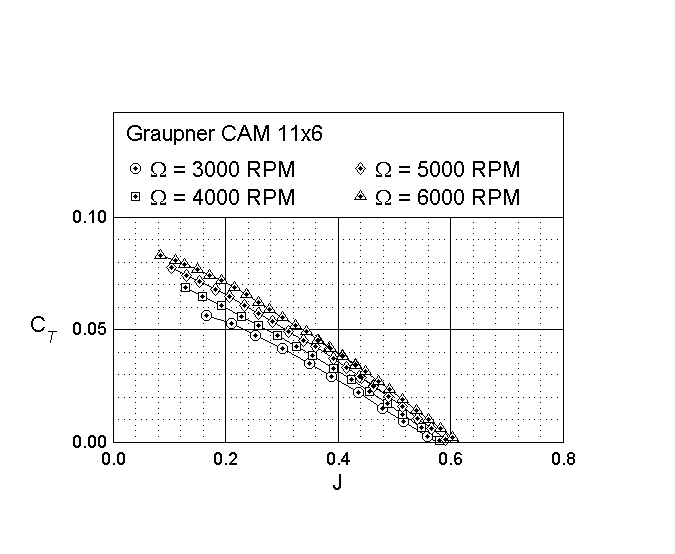 Graupner CAM 11x6
Ω = 3000 RPM Ω = 5000 RPM
Ω = 4000 RPM Ω = 6000 RPM
0.10
C_T 0.05
0.00
0.0 0.2 0.4 0.6 0.8
J